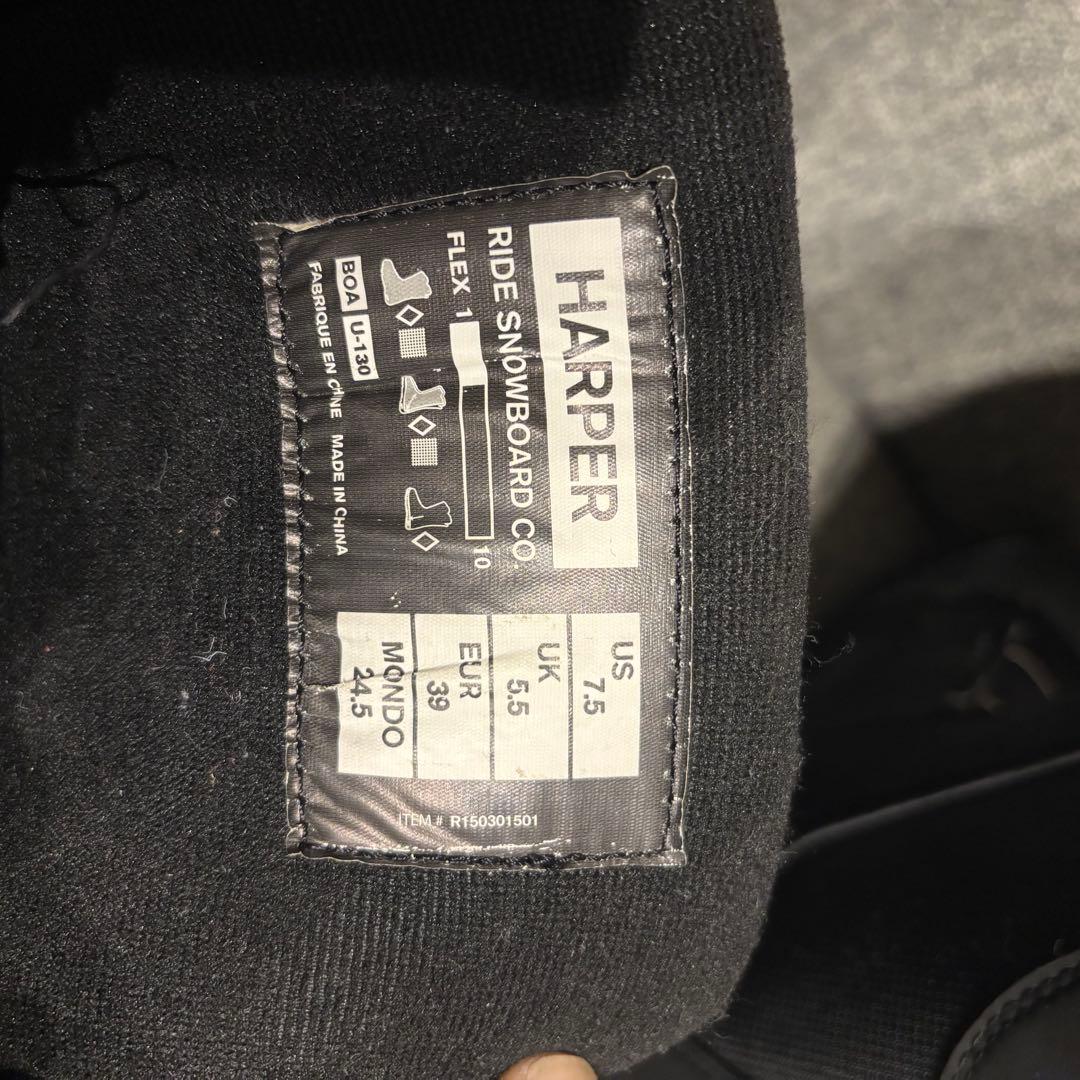 HARPER
RIDE SNOWBOARD CO.
FLEX 1 10
BOA U-130
FABRIQUE EN CHINE MADE IN CHINA
US 7.5
UK 5.5
EUR 39
MONDO 24.5
ITEM # R150301501